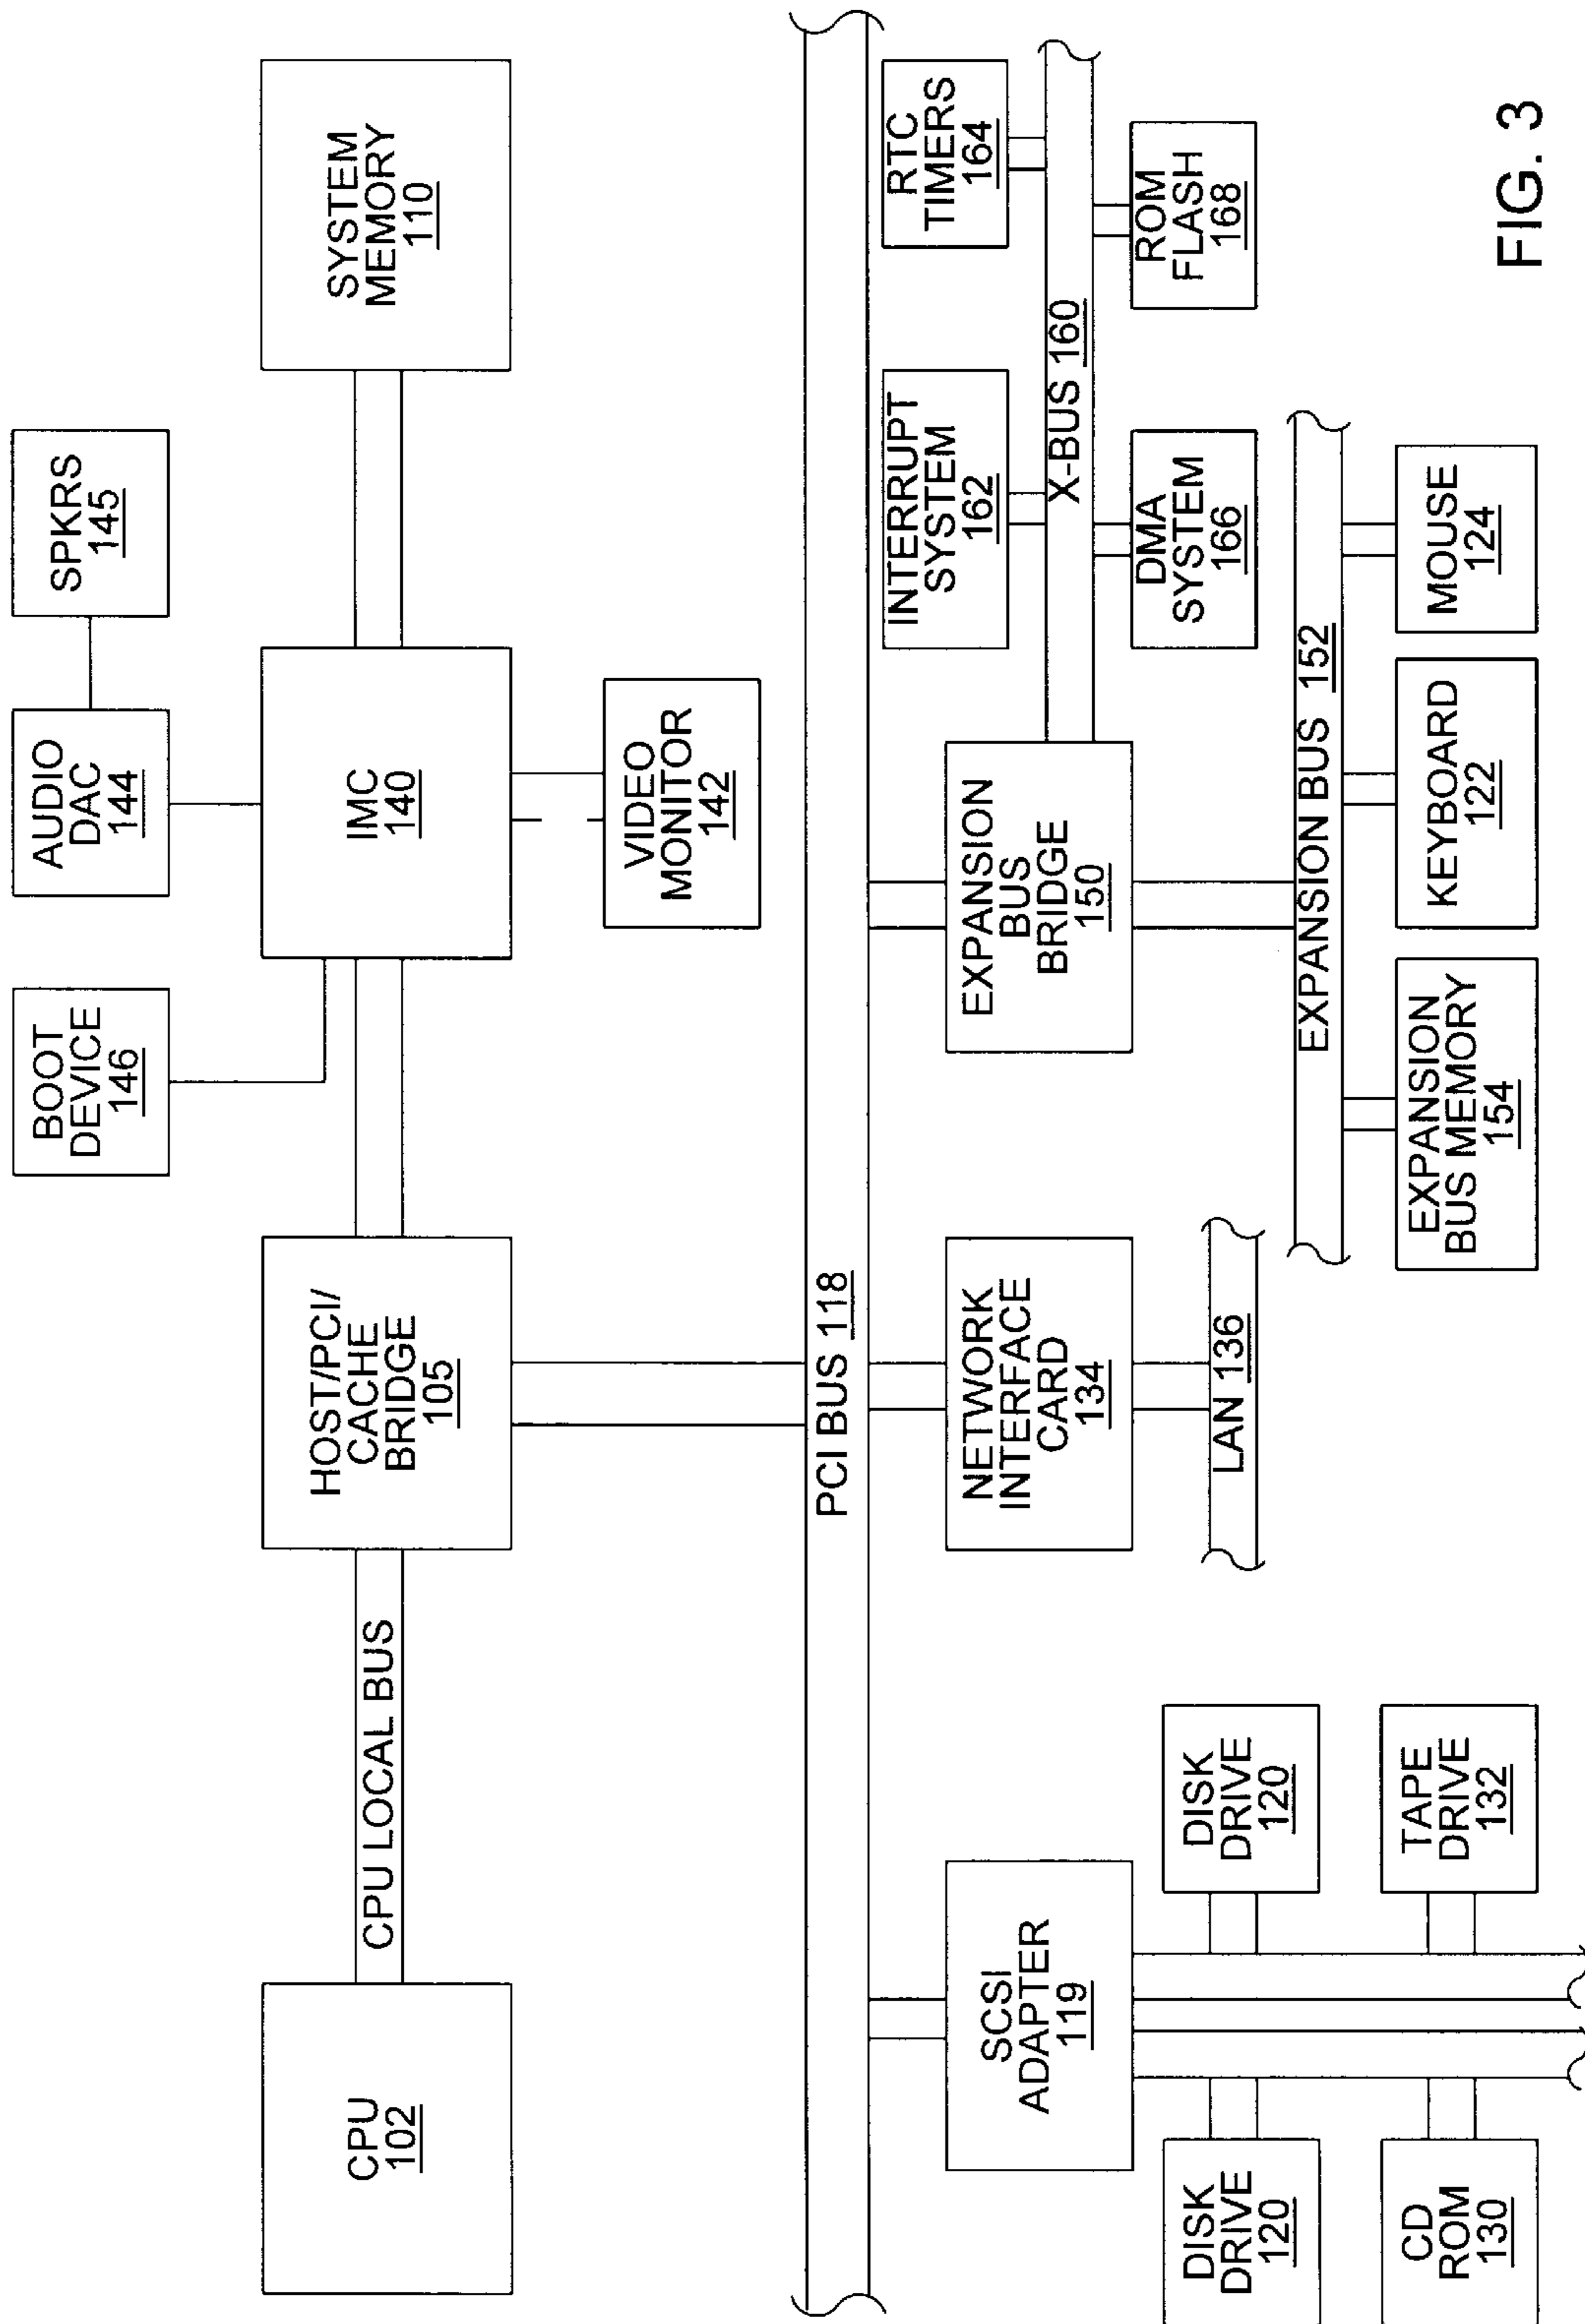 BOOT
DEVICE
146
AUDIO
DAC
144
SPKRS
145
CPU
102
CPU LOCAL BUS
HOST/PCI/
CACHE
BRIDGE
105
IMC
140
SYSTEM
MEMORY
110
VIDEO
MONITOR
142
PCI BUS 118
SCSI
ADAPTER
119
NETWORK
INTERFACE
CARD
134
EXPANSION
BUS
BRIDGE
150
INTERRUPT
SYSTEM
162
RTC
TIMERS
164
X-BUS 160
DMA
SYSTEM
166
ROM
FLASH
168
DISK
DRIVE
120
DISK
DRIVE
120
LAN 136
EXPANSION BUS 152
CD
ROM
130
TAPE
DRIVE
132
EXPANSION
BUS MEMORY
154
KEYBOARD
122
MOUSE
124
FIG. 3